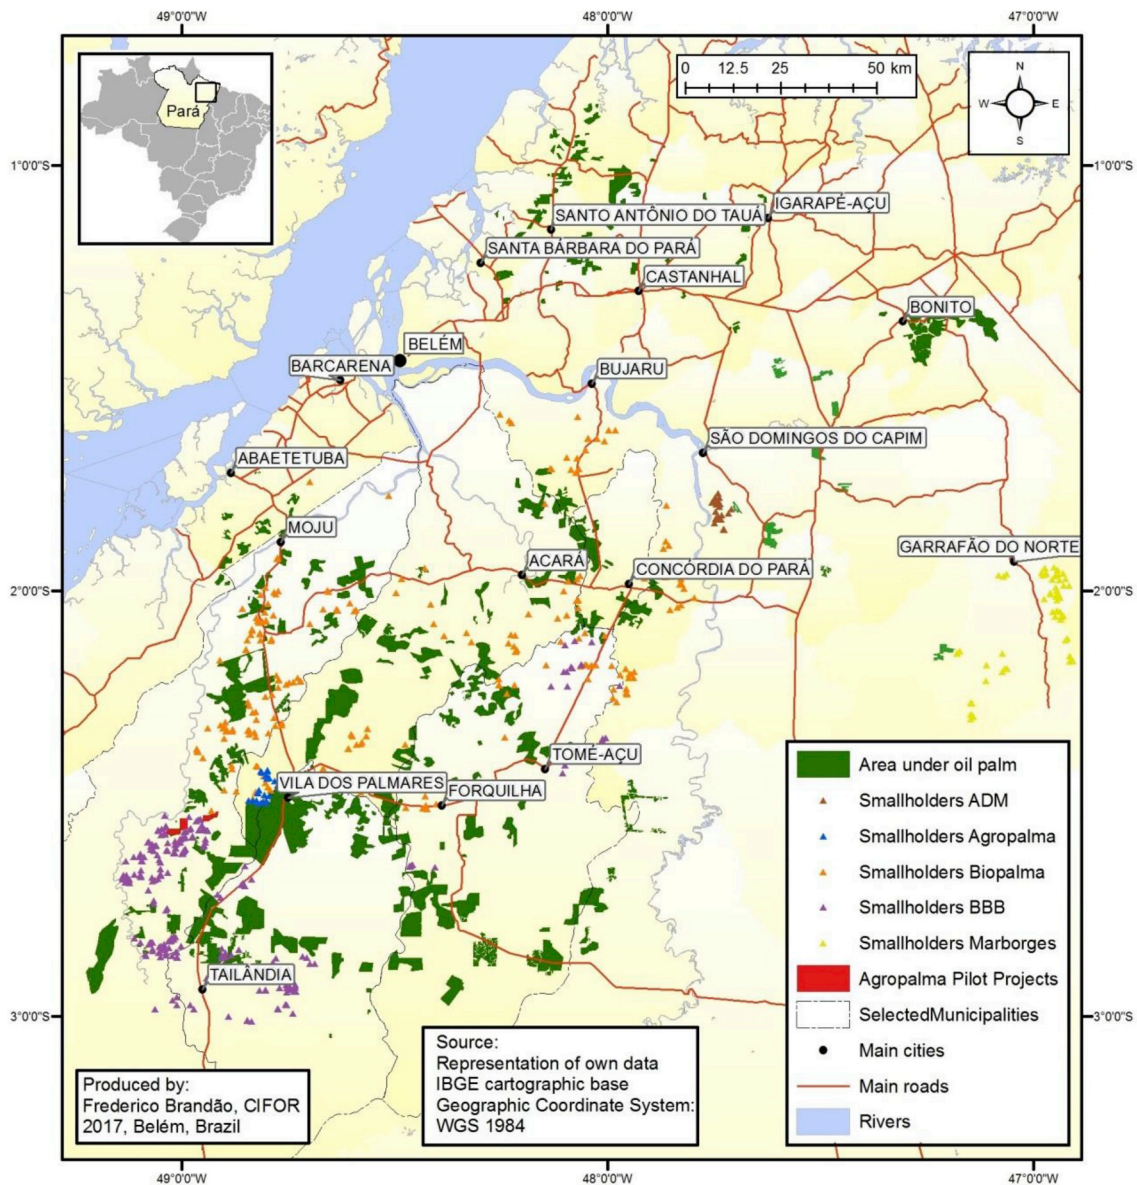 49°0'0"W
48°0'0"W
47°0'0"W
0 12.5 25 50 km
N
W
E
S
Pará
1°0'0"S
1°0'0"S
IGARAPÉ-AÇU
SANTO ANTÔNIO DO TAUÁ
SANTA BÁRBARA DO PARÁ
CASTANHAL
BONITO
BELÉM
BARCARENA
BUJARU
SÃO DOMINGOS DO CAPIM
ABAETETUBA
MOJU
GARRAFÃO DO NORTE
ACARÁ
CONCÓRDIA DO PARÁ
2°0'0"S
2°0'0"S
TOMÉ-AÇU
VILA DOS PALMARES
FORQUILHA
TAILÂNDIA
3°0'0"S
3°0'0"S
Area under oil palm
Smallholders ADM
Smallholders Agropalma
Smallholders Biopalma
Smallholders BBB
Smallholders Marborges
Agropalma Pilot Projects
SelectedMunicipalities
Main cities
Main roads
Rivers
Source:
Representation of own data
IBGE cartographic base
Geographic Coordinate System:
WGS 1984
Produced by:
Frederico Brandão, CIFOR
2017, Belém, Brazil
49°0'0"W
48°0'0"W
47°0'0"W